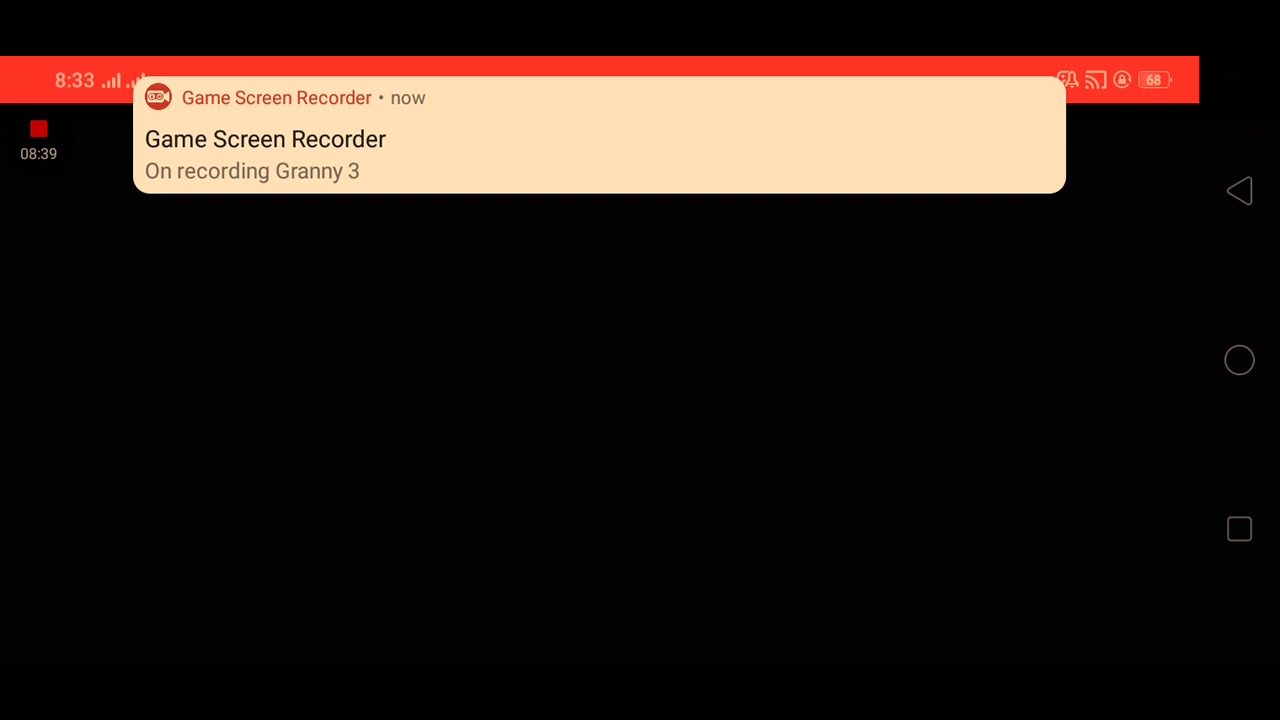 8:33
68
Game Screen Recorder • now
Game Screen Recorder
On recording Granny 3
08:39